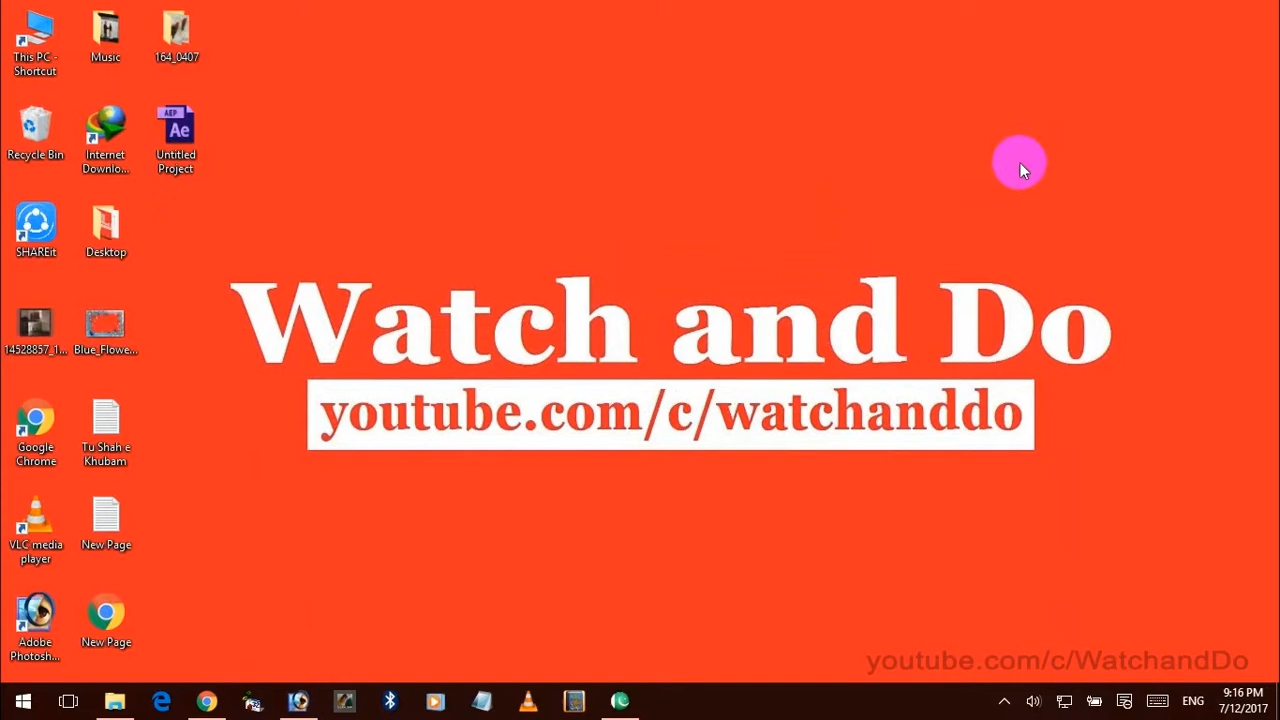 This PC -
Shortcut
Music
164_0407
Recycle Bin
Internet
Downlo...
AEP
Ae
Untitled
Project
SHAREit
Desktop
14528857_1...
Blue_Flowe...
Watch and Do
youtube.com/c/watchanddo
Google
Chrome
Tu Shah e
Khubam
VLC media
player
New Page
Adobe
Photosh...
New Page
youtube.com/c/WatchandDo
ENG
9:16 PM
7/12/2017